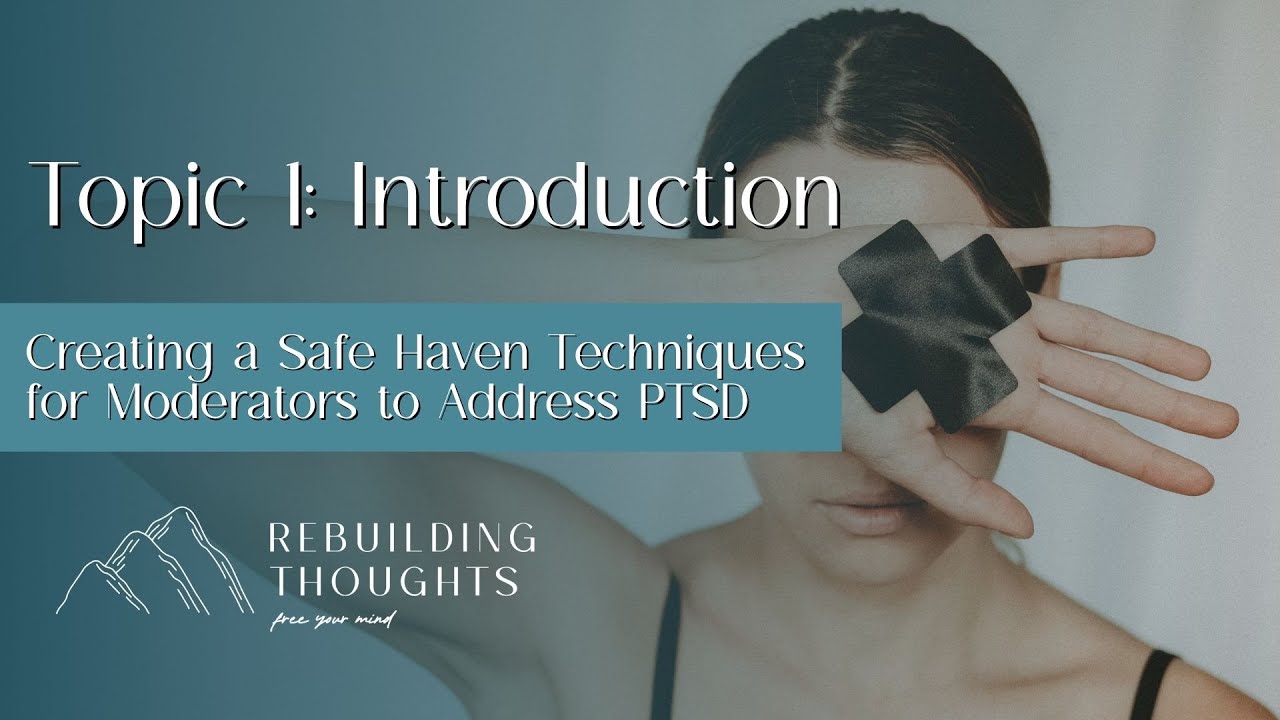 Topic 1: Introduction
Creating a Safe Haven Techniques
for Moderators to Address PTSD
REBUILDING
THOUGHTS
free your mind